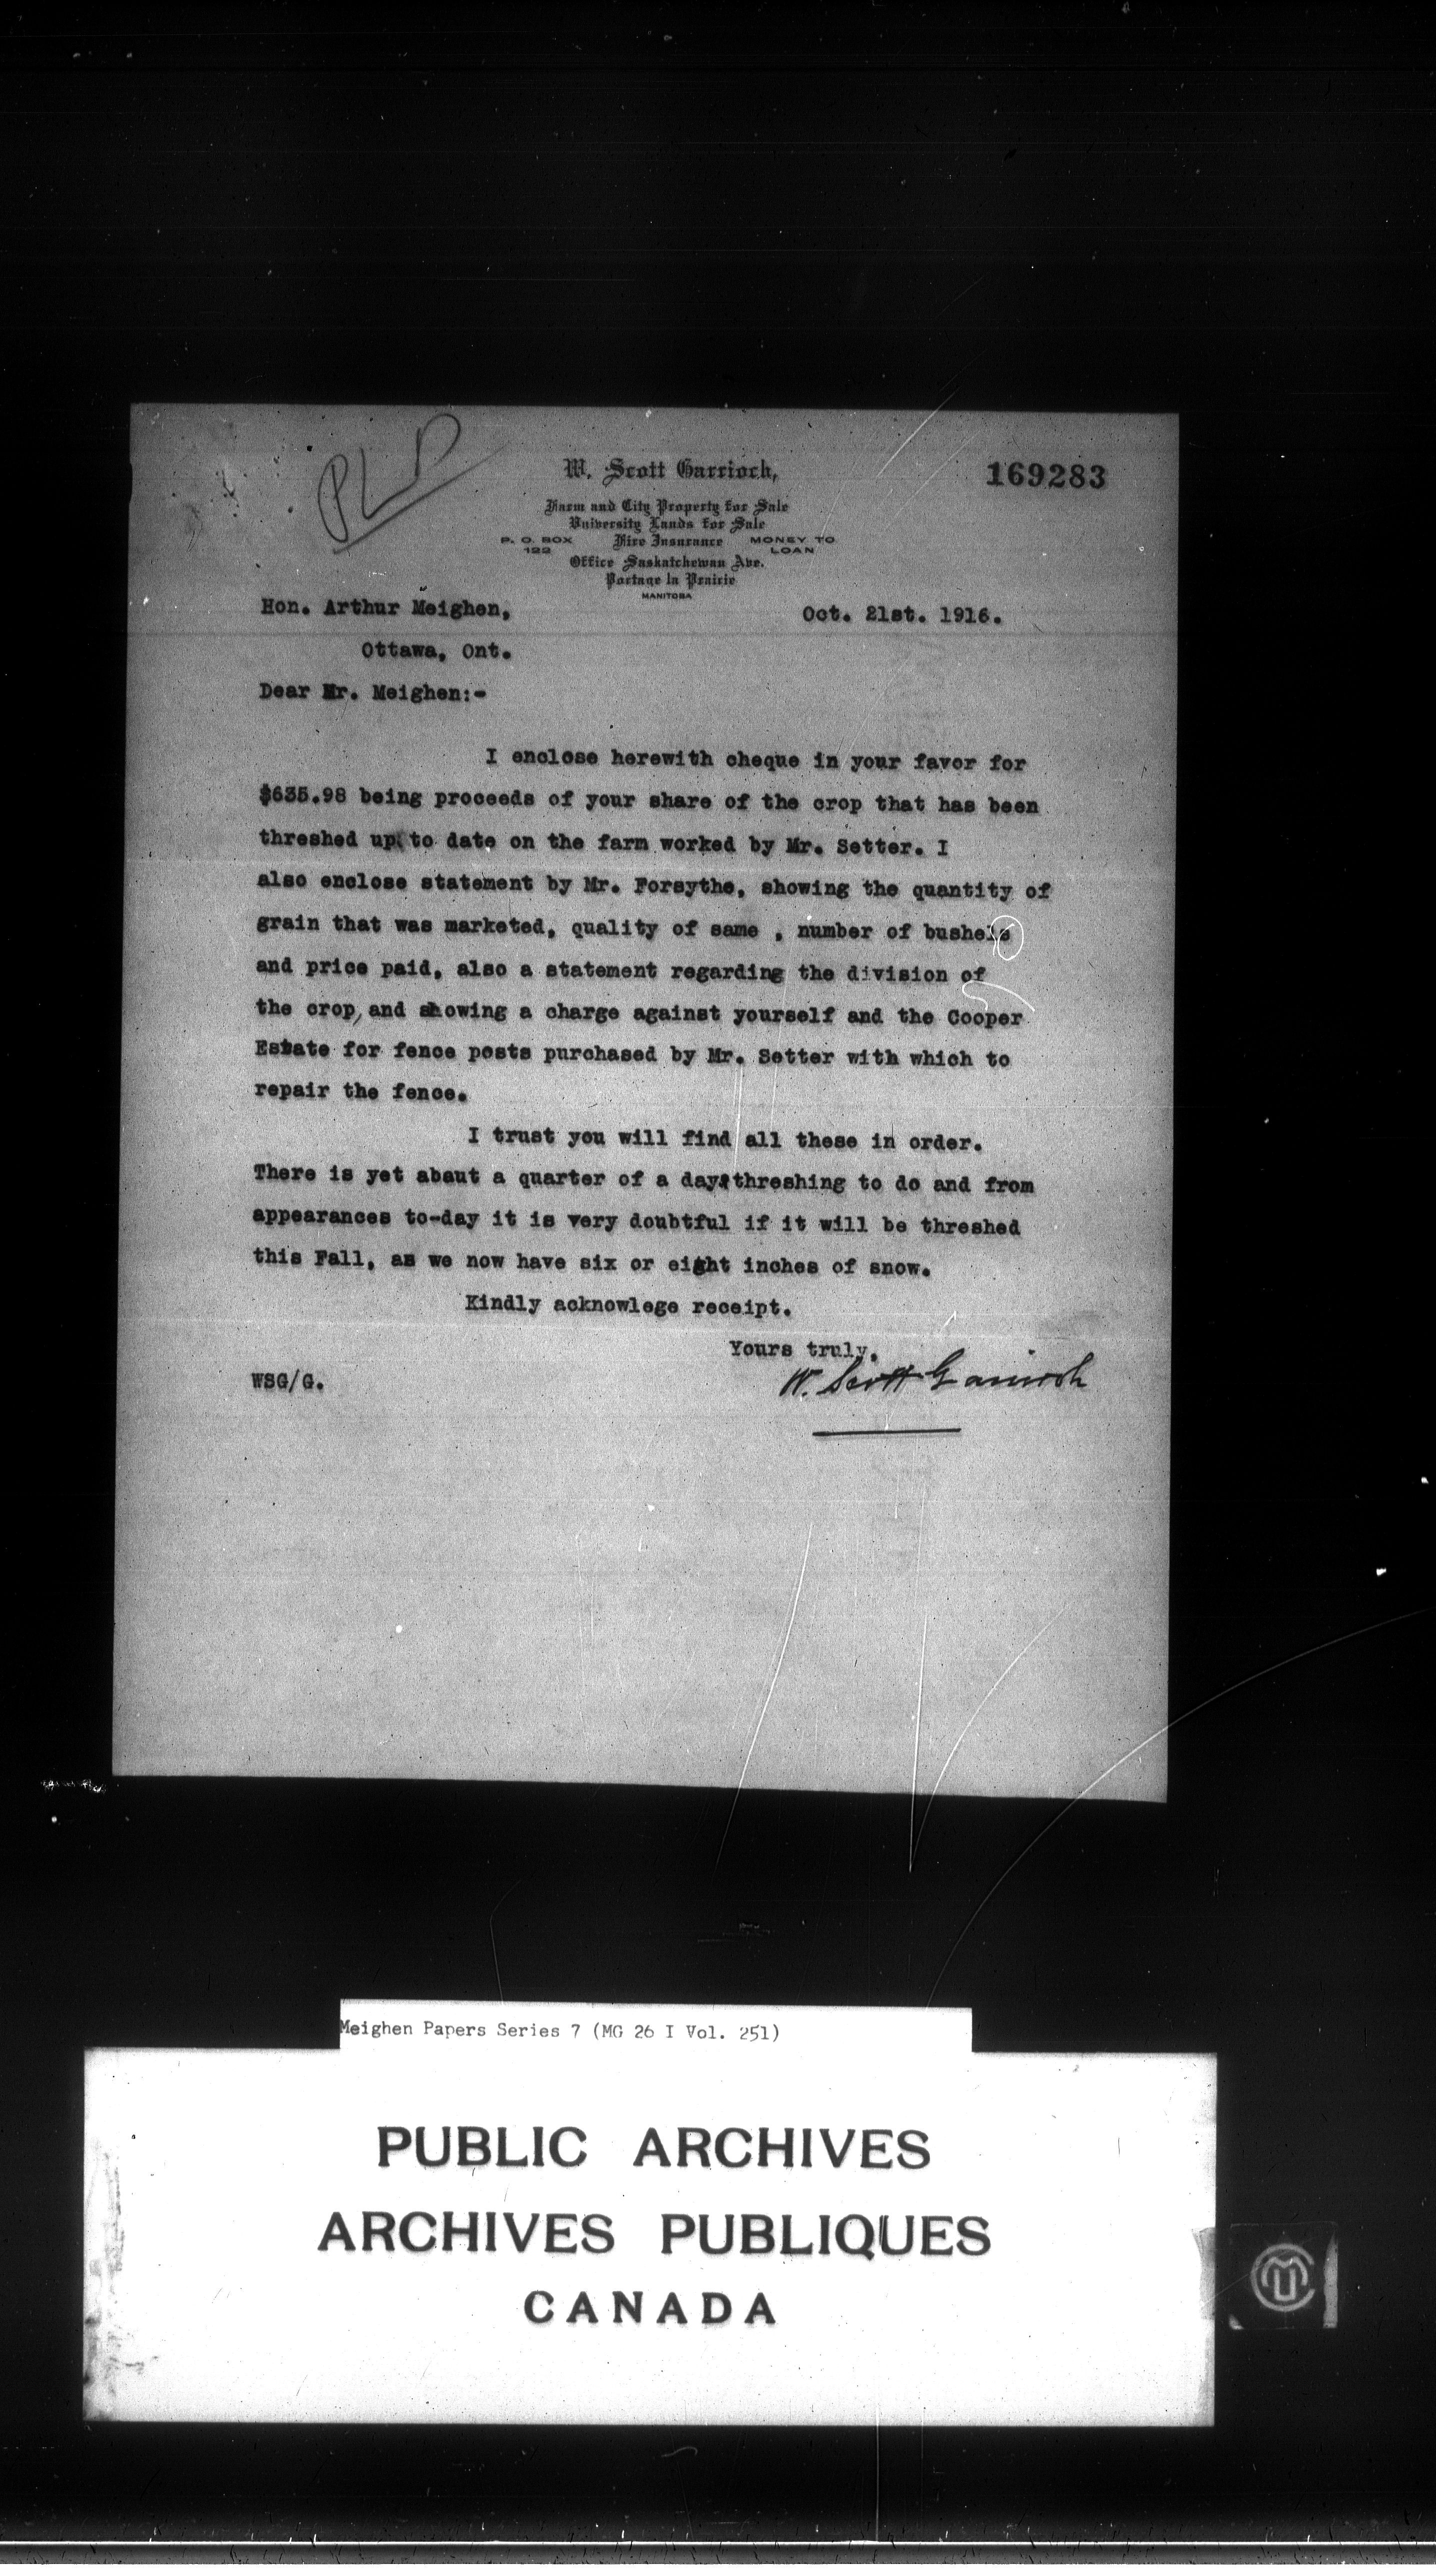 PLP
W. Scott Garrioch,
169283
Farm and City Property for Sale
University Lands for Sale
P. O. BOX 122 Fire Insurance MONEY TO LOAN
Office Saskatchewan Ave.
Portage la Prairie
MANITOBA
Hon. Arthur Meighen,
Oct. 21st. 1916.
Ottawa, Ont.
Dear Mr. Meighen:-
I enclose herewith cheque in your favor for
$635.98 being proceeds of your share of the crop that has been
threshed up to date on the farm worked by Mr. Setter. I
also enclose statement by Mr. Forsythe, showing the quantity of
grain that was marketed, quality of same , number of bushels
and price paid, also a statement regarding the division of
the crop, and showing a charge against yourself and the Cooper
Estate for fence posts purchased by Mr. Setter with which to
repair the fence.
I trust you will find all these in order.
There is yet abaut a quarter of a days threshing to do and from
appearances to-day it is very doubtful if it will be threshed
this Fall, as we now have six or eight inches of snow.
Kindly acknowlege receipt.
Yours truly,
W. Scott Garrioch
WSG/G.
Meighen Papers Series 7 (MG 26 I Vol. 251)
PUBLIC ARCHIVES
ARCHIVES PUBLIQUES
CANADA